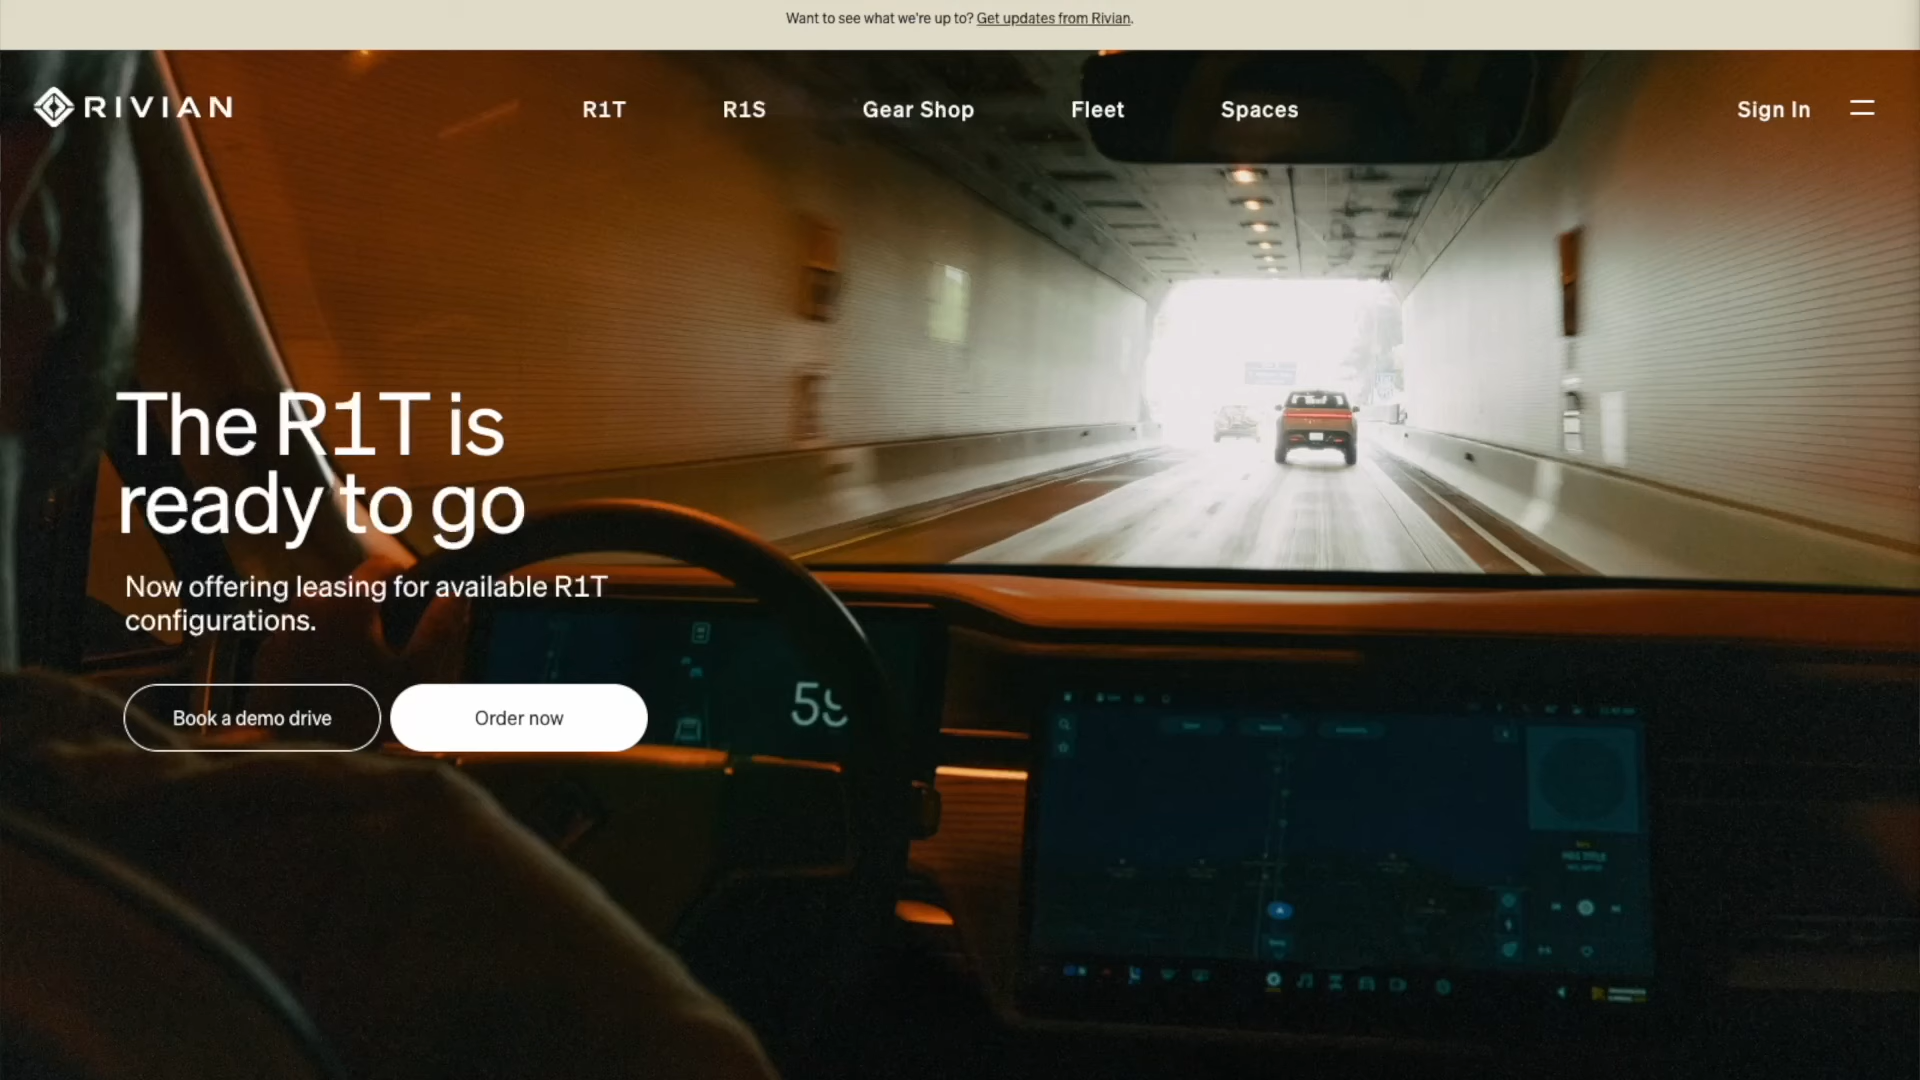 Want to see what we're up to? Get updates from Rivian.
RIVIAN
R1T
R1S
Gear Shop
Fleet
Spaces
Sign In
The R1T is
ready to go
Now offering leasing for available R1T
configurations.
Book a demo drive
Order now